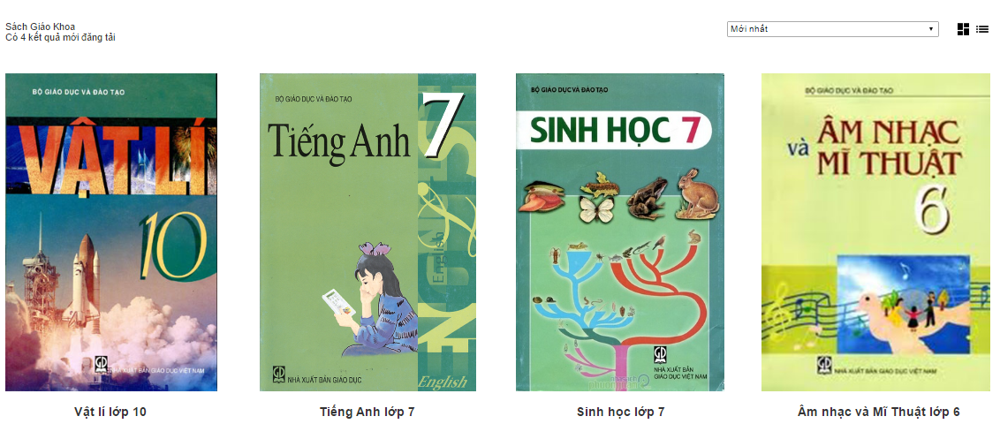 Sách Giáo Khoa
Có 4 kết quả mới đăng tải
Mới nhất
BỘ GIÁO DỤC VÀ ĐÀO TẠO
VẬT LÍ
10
NHÀ XUẤT BẢN GIÁO DỤC VIỆT NAM
BỘ GIÁO DỤC VÀ ĐÀO TẠO
7
Tiếng Anh
English
ENGLISH
NHÀ XUẤT BẢN GIÁO DỤC
English
BỘ GIÁO DỤC VÀ ĐÀO TẠO
SINH HỌC 7
NHÀ XUẤT BẢN
GIÁO DỤC VIỆT NAM
BỘ GIÁO DỤC VÀ ĐÀO TẠO
ÂM NHẠC
và MĨ THUẬT
6
NHÀ XUẤT BẢN GIÁO DỤC VIỆT NAM
Vật lí lớp 10
Tiếng Anh lớp 7
Sinh học lớp 7
Âm nhạc và Mĩ Thuật lớp 6